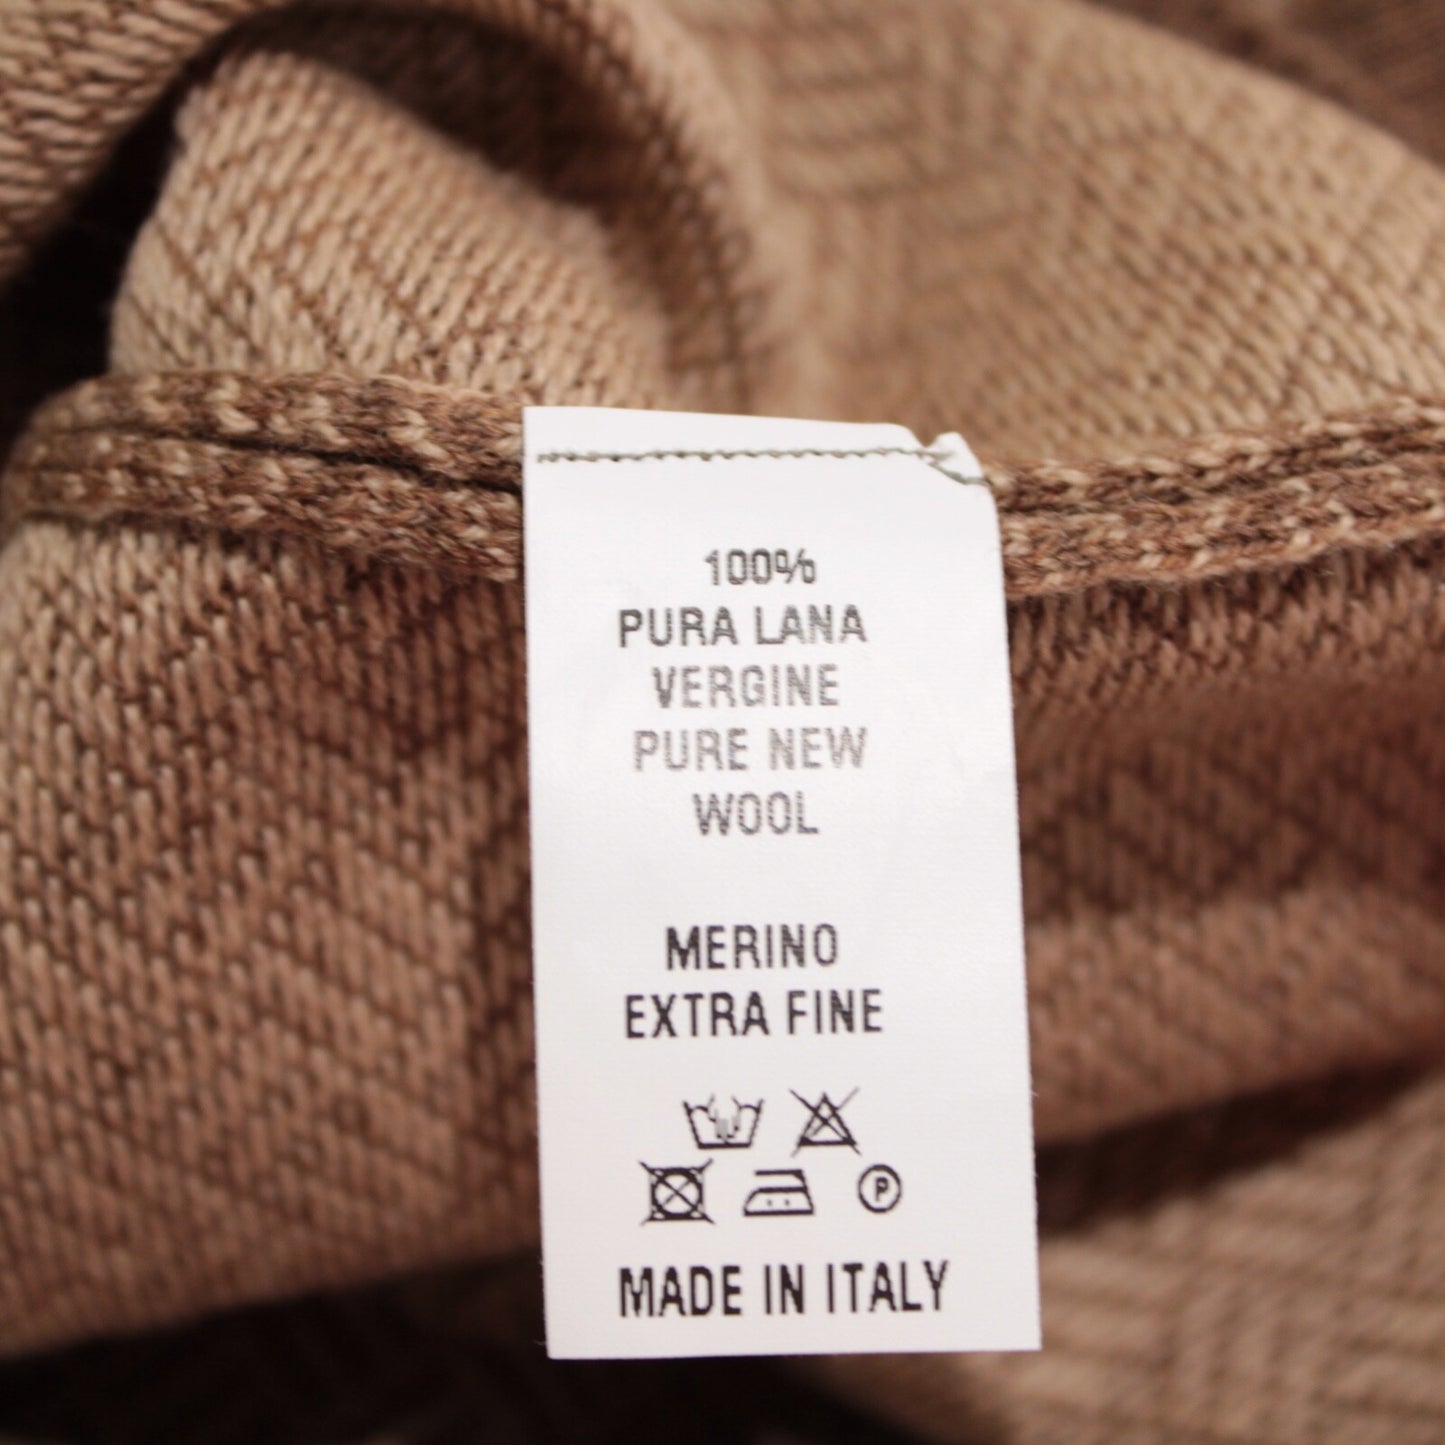 100%
PURA LANA
VERGINE
PURE NEW
WOOL
MERINO
EXTRA FINE
P
MADE IN ITALY